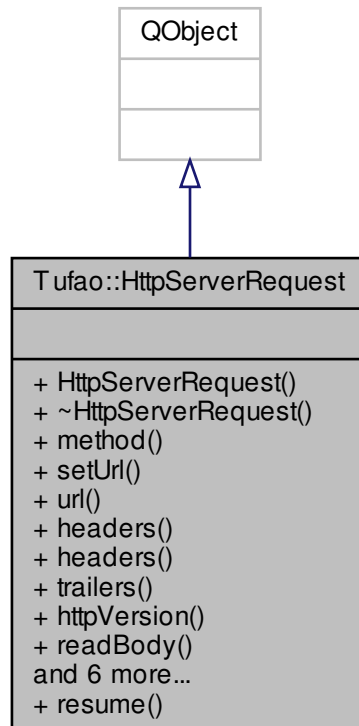 QObject
Tufao::HttpServerRequest
+ HttpServerRequest()
+ ~HttpServerRequest()
+ method()
+ setUrl()
+ url()
+ headers()
+ headers()
+ trailers()
+ httpVersion()
+ readBody()
and 6 more...
+ resume()